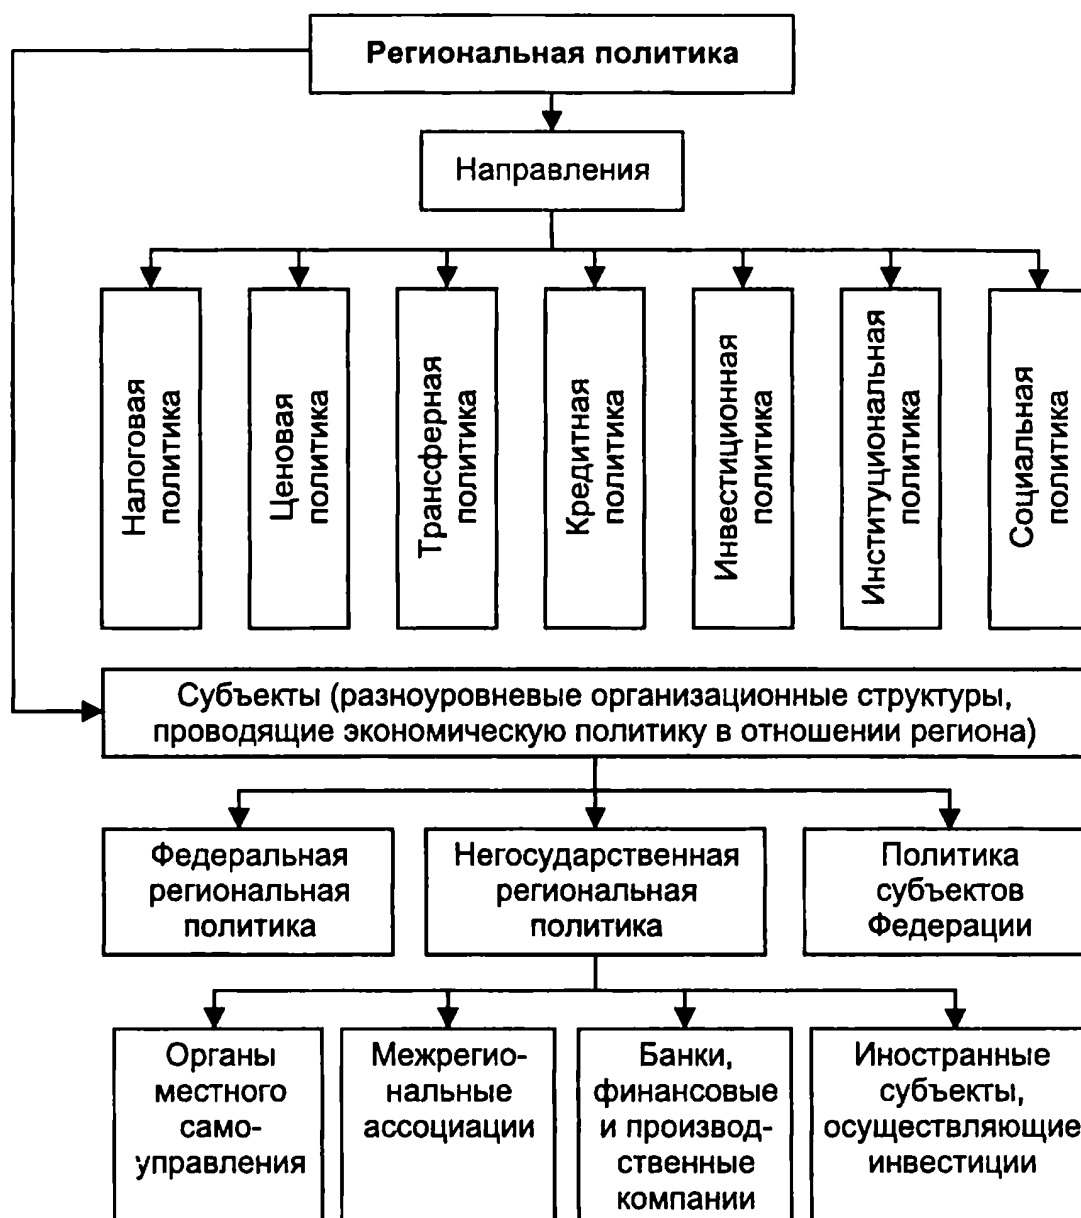 Региональная политика
Направления
Налоговая
политика
Ценовая
политика
Трансферная
политика
Кредитная
политика
Инвестиционная
политика
Институциональная
политика
Социальная
политика
Субъекты (разноуровневые организационные структуры,
проводящие экономическую политику в отношении региона)
Федеральная
региональная
политика
Негосударственная
региональная
политика
Политика
субъектов
Федерации
Органы
местного
само-
управления
Межрегио-
нальные
ассоциации
Банки,
финансовые
и производ-
ственные
компании
Иностранные
субъекты,
осуществляющие
инвестиции